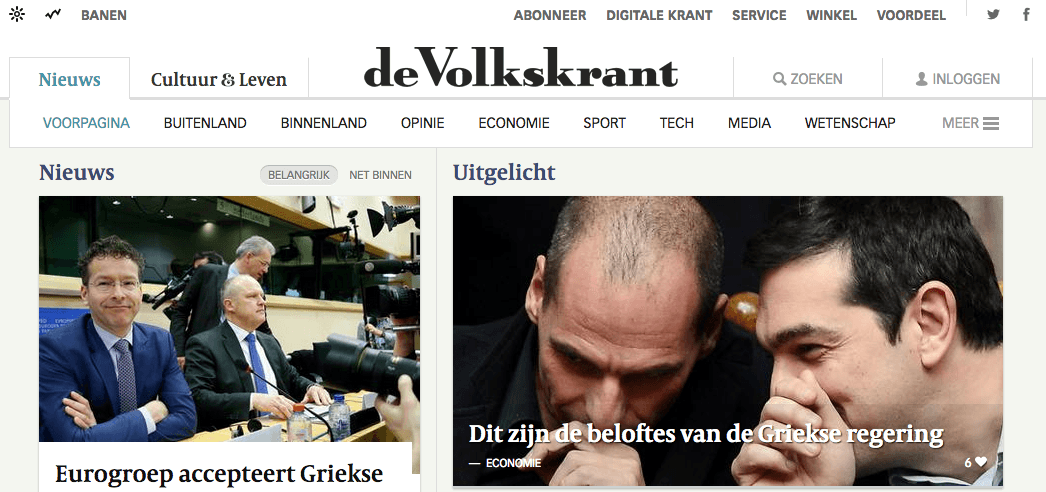 BANEN
ABONNEER DIGITALE KRANT SERVICE WINKEL VOORDEEL
Nieuws Cultuur & Leven
de Volkskrant
ZOEKEN INLOGGEN
VOORPAGINA BUITENLAND BINNENLAND OPINIE ECONOMIE SPORT TECH MEDIA WETENSCHAP MEER
Nieuws BELANGRIJK NET BINNEN
Uitgelicht
Eurogroep accepteert Griekse
Dit zijn de beloftes van de Griekse regering
— ECONOMIE
6